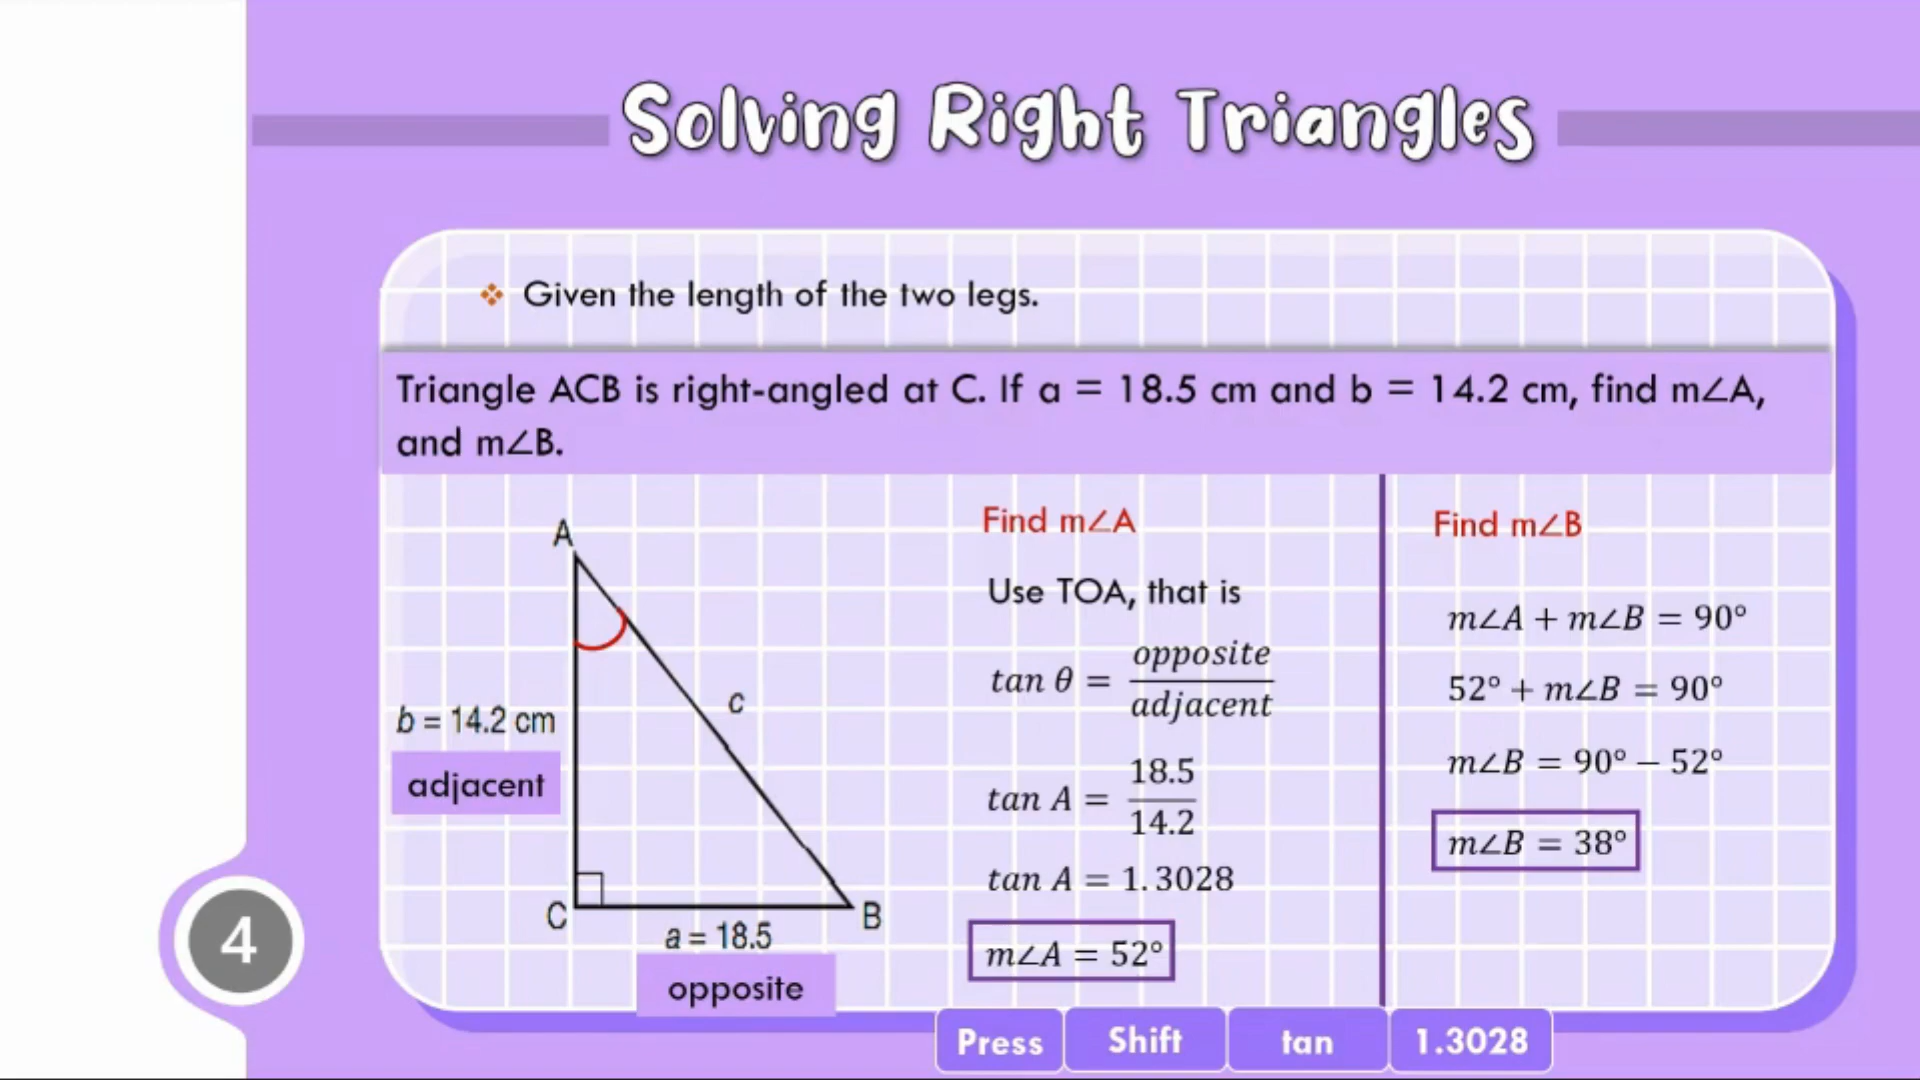 Solving Right Triangles
❖ Given the length of the two legs.
Triangle ACB is right-angled at C. If a = 18.5 cm and b = 14.2 cm, find m∠A,
and m∠B.
A
c
b = 14.2 cm
adjacent
C
B
a = 18.5
opposite
Find m∠A
Use TOA, that is
tan θ = opposite / adjacent
tan A = 18.5 / 14.2
tan A = 1.3028
m∠A = 52°
Find m∠B
m∠A + m∠B = 90°
52° + m∠B = 90°
m∠B = 90° − 52°
m∠B = 38°
4
Press Shift tan 1.3028